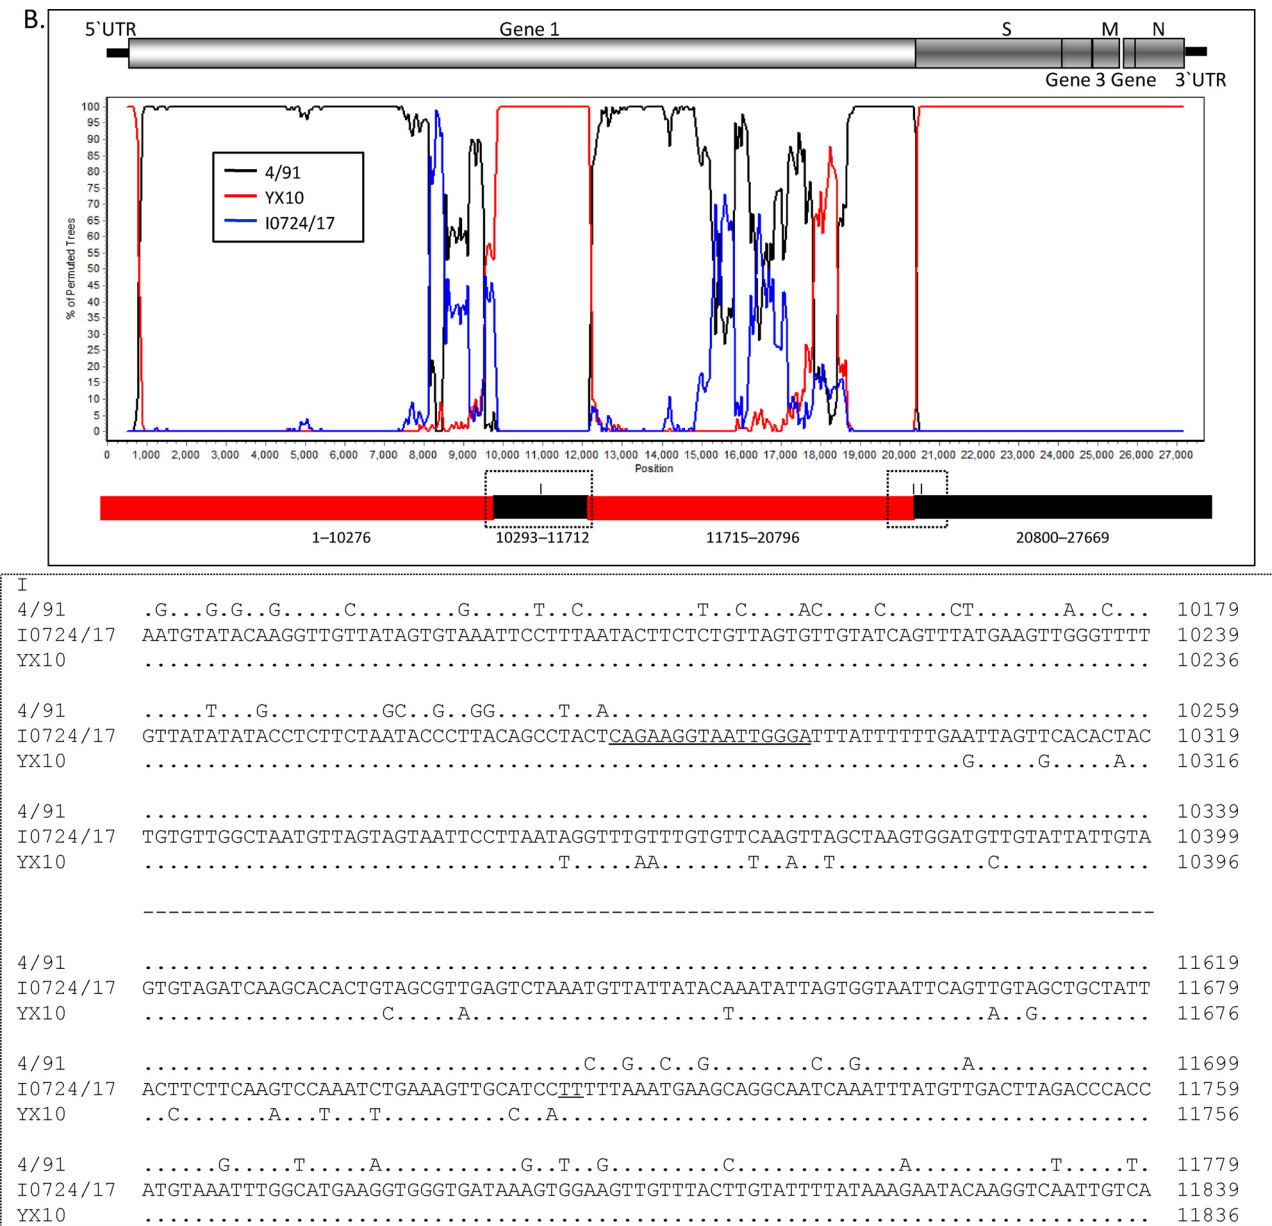 B.
5`UTR
Gene 1
S
M
N
Gene 3
Gene
3`UTR
100
95
90
85
80
75
70
65
60
55
50
45
40
35
30
25
20
15
10
5
0
% of Permuted Trees
4/91
YX10
I0724/17
0 1,000 2,000 3,000 4,000 5,000 6,000 7,000 8,000 9,000 10,000 11,000 12,000 13,000 14,000 15,000 16,000 17,000 18,000 19,000 20,000 21,000 22,000 23,000 24,000 25,000 26,000 27,000
Position
1–10276 10293–11712 11715–20796 20800–27669
I
4/91 .G...G.G..G.....C........G.....T..C.........T..C....AC....C.....CT.......A..C... 10179
I0724/17 AATGTATACAAGGTTGTTATAGTGTAAATTCCTTTAATACTTCTCTGTTAGTGTTGTATCAGTTTATGAAGTTGGGTTTT 10239
YX10 ................................................................................ 10236
4/91 .....T...G.........GC..G..GG.....T..A........................................... 10259
I0724/17 GTTATATATACCTCTTCTAATACCCTTACAGCCTACTCAGAAGGTAATTGGGATTTATTTTTTGAATTAGTTCACACTAC 10319
YX10 .................................................................G.....G.....A.. 10316
4/91 ................................................................................ 10339
I0724/17 TGTGTTGGCTAATGTTAGTAGTAATTCCTTAATAGGTTTGTTTGTGTTCAAGTTAGCTAAGTGGATGTTGTATTATTGTA 10399
YX10 .................................T.....AA.......T..A..T............C............ 10396
4/91 ................................................................................ 11619
I0724/17 GTGTAGATCAAGCACACTGTAGCGTTGAGTCTAAATGTTATTATACAAATATTAGTGGTAATTCAGTTGTAGCTGCTATT 11679
YX10 ...................C.....A....................T....................A..G......... 11676
4/91 ...................................C..G..C..G........C..G........A.............. 11699
I0724/17 ACTTCTTCAAGTCCAAATCTGAAAGTTGCATCCTTTTTAAATGAAGCAGGCAATCAAATTTATGTTGACTTAGACCCACC 11759
YX10 ..C.......A...T...T..........C..A............................................... 11756
4/91 ......G.....T.....A...........G..T..G.........C.............A...........T.....T. 11779
I0724/17 ATGTAAATTTGGCATGAAGGTGGGTGATAAAGTGGAAGTTGTTTACTTGTATTTTATAAAGAATACAAGGTCAATTGTCA 11839
YX10 ................................................................................ 11836